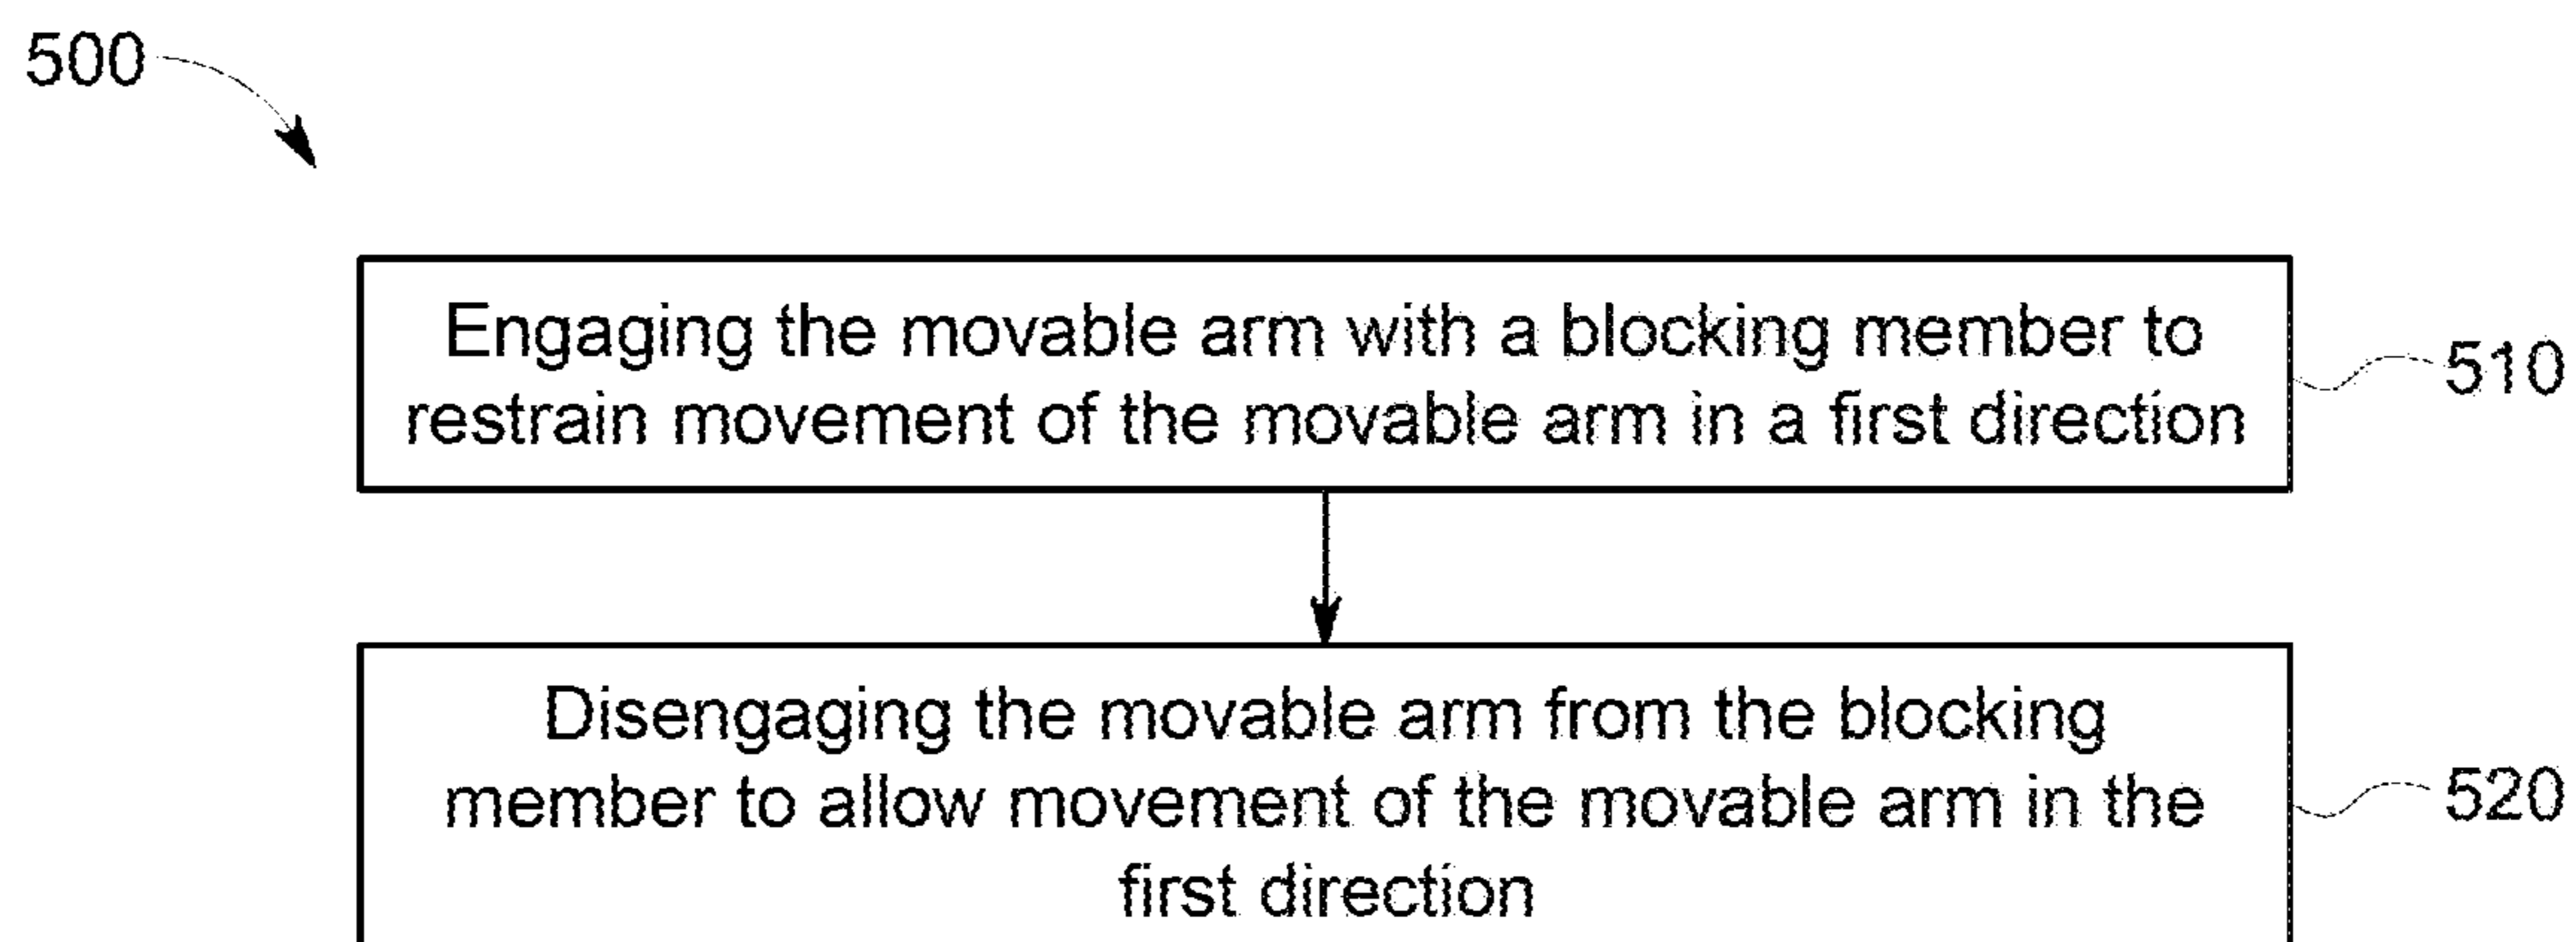 500
Engaging the movable arm with a blocking member to
restrain movement of the movable arm in a first direction
510
Disengaging the movable arm from the blocking
member to allow movement of the movable arm in the
first direction
520